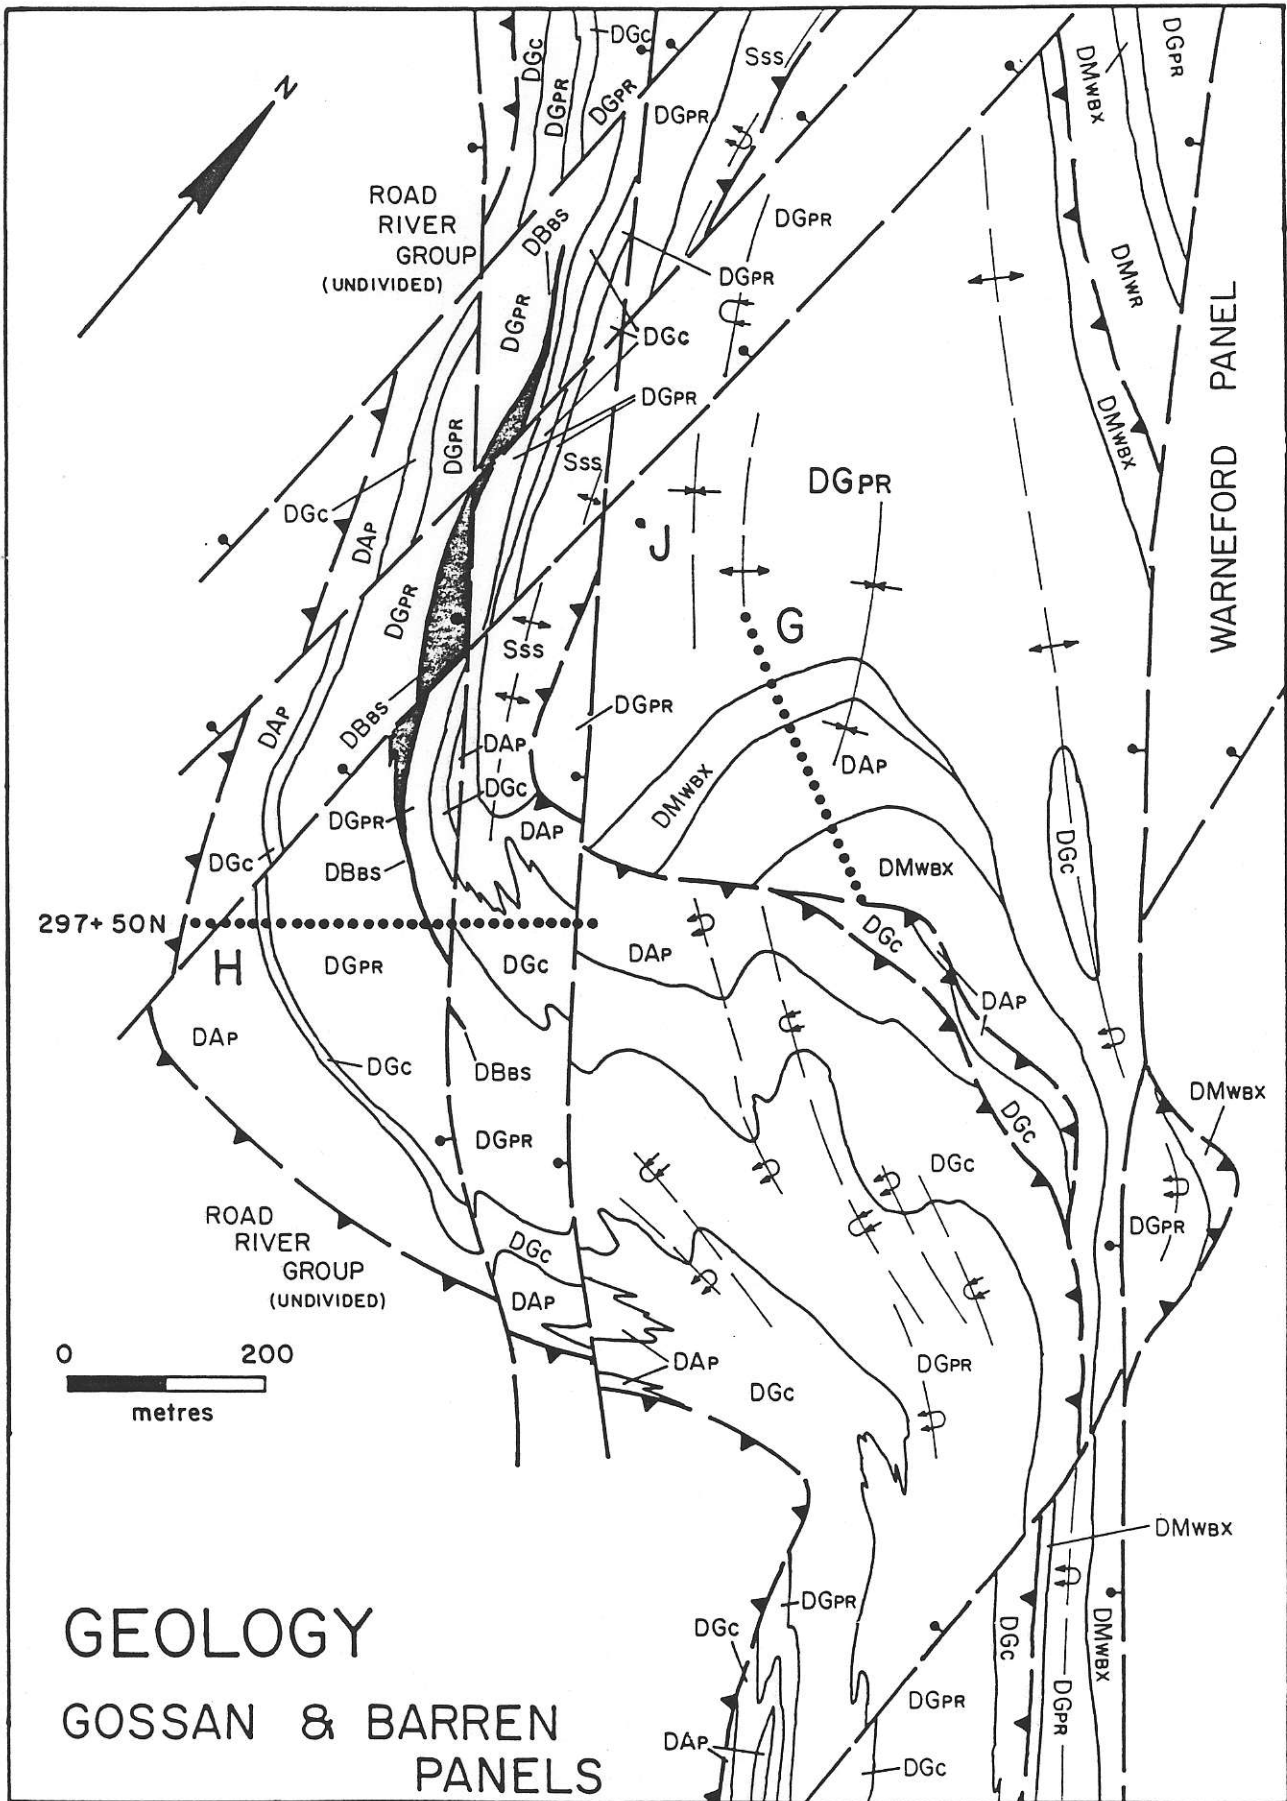 DGc
DGc
Sss
DMWBX
DGPR
N
DGPR
DGPR
DGPR
ROAD
RIVER
GROUP
(UNDIVIDED)
DBBS
DGPR
DGPR
DMWR
DGPR
DGc
WARNEFORD PANEL
DGPR
DGPR
DMWBX
Sss
DGPR
DGc
DAP
J
DGPR
G
Sss
DGPR
DAP
DBBS
DAP
DAP
DMWBX
DGc
DGPR
DAP
DGc
DGc
DBBS
DMWBX
297+50N
H
DGPR
DGc
DAP
DGc
DAP
DAP
DGc
DBBS
DMWBX
DGc
DGPR
DGc
ROAD
RIVER
GROUP
(UNDIVIDED)
DGc
DGPR
DAP
0 200
metres
DAP
DGc
DGPR
DMWBX
GEOLOGY
GOSSAN & BARREN
PANELS
DGPR
DGc
DGc
DMWBX
DGPR
DGPR
DAP
DGc